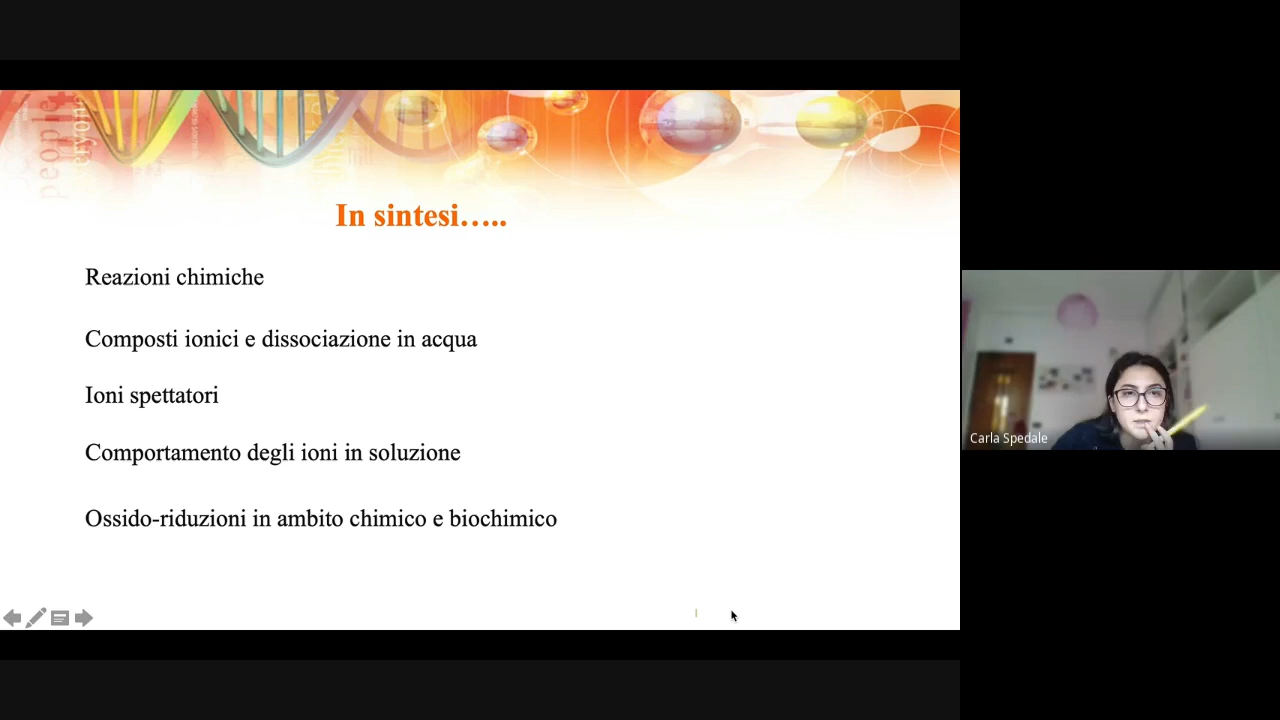 people
In sintesi…..
Reazioni chimiche
Composti ionici e dissociazione in acqua
Ioni spettatori
Comportamento degli ioni in soluzione
Ossido-riduzioni in ambito chimico e biochimico
Carla Spedale